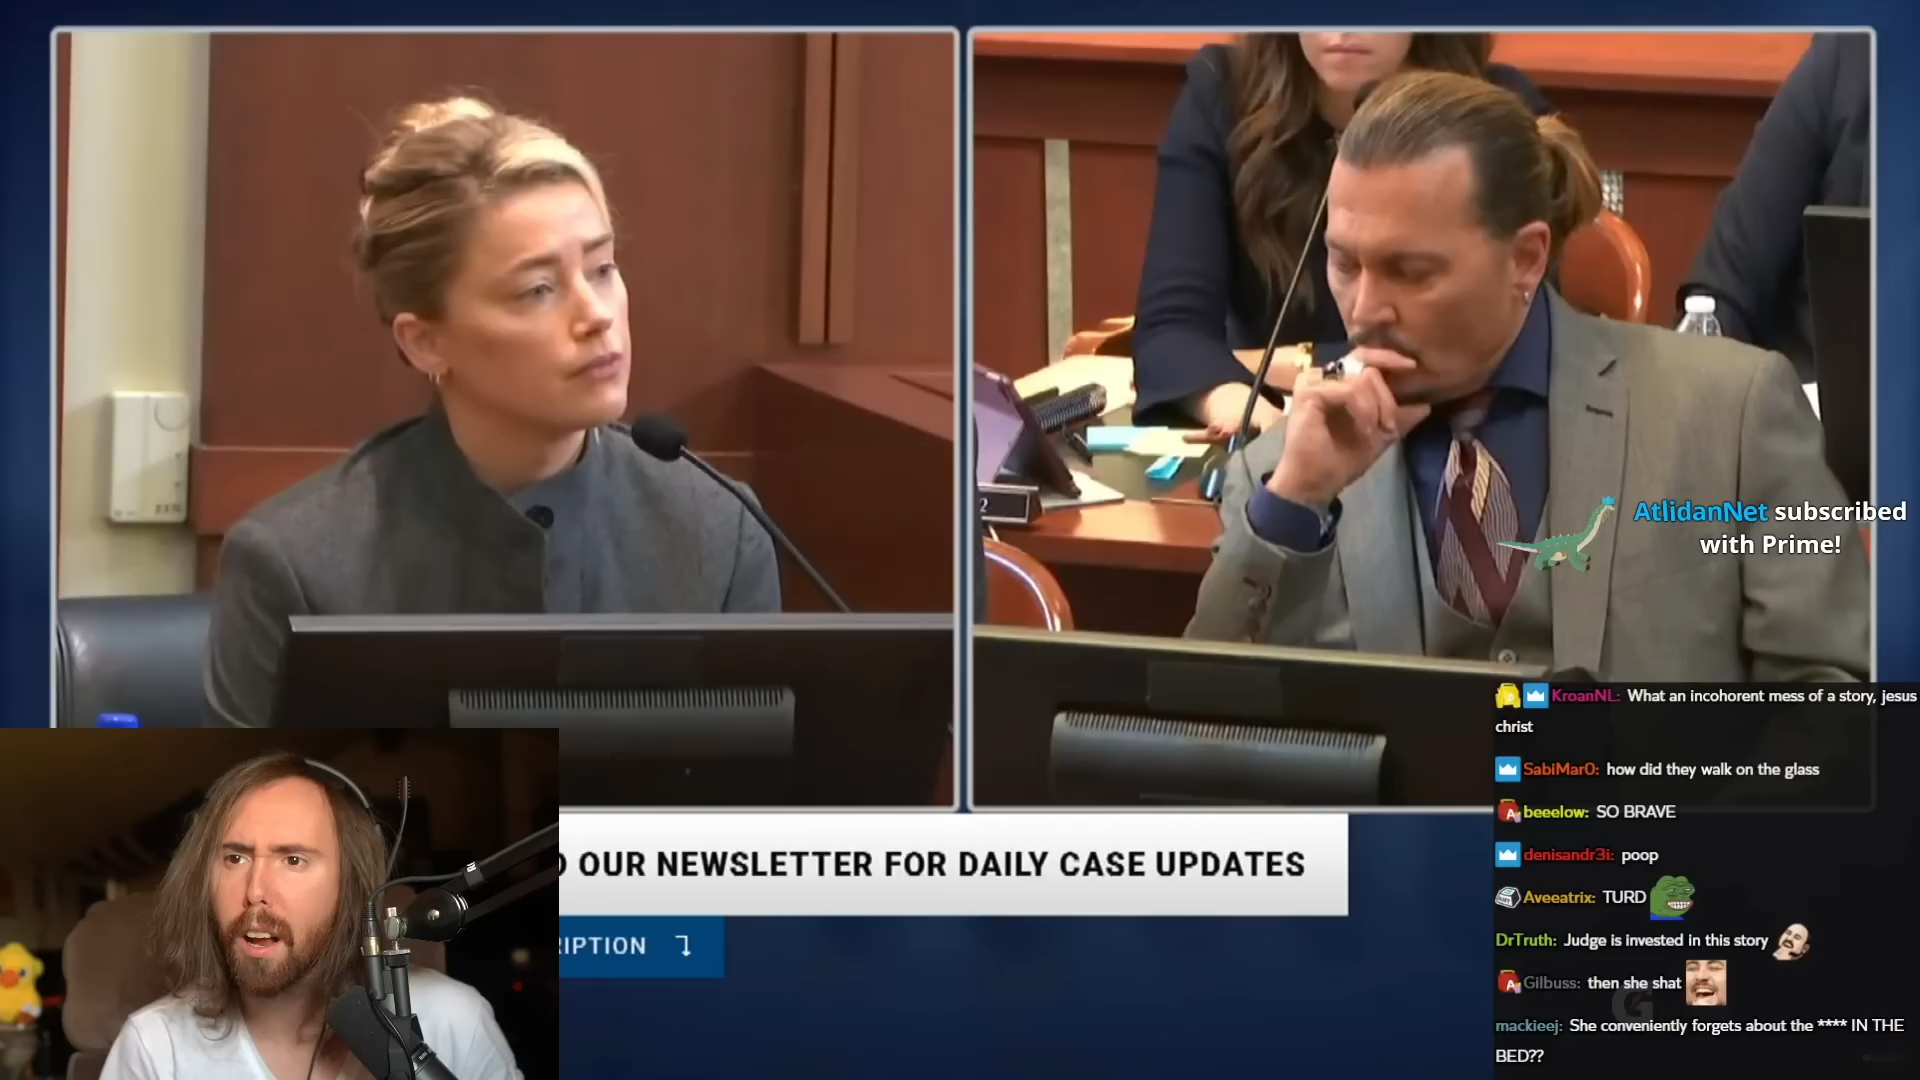 2
AtlidanNet subscribed
with Prime!
KroanNL: What an incohorent mess of a story, jesus
christ
SabiMar0: how did they walk on the glass
beeelow: SO BRAVE
denisandr3i: poop
Aveeatrix: TURD
DrTruth: Judge is invested in this story
Gilbuss: then she shat
mackieej: She conveniently forgets about the **** IN THE
BED??
OUR NEWSLETTER FOR DAILY CASE UPDATES
RIPTION